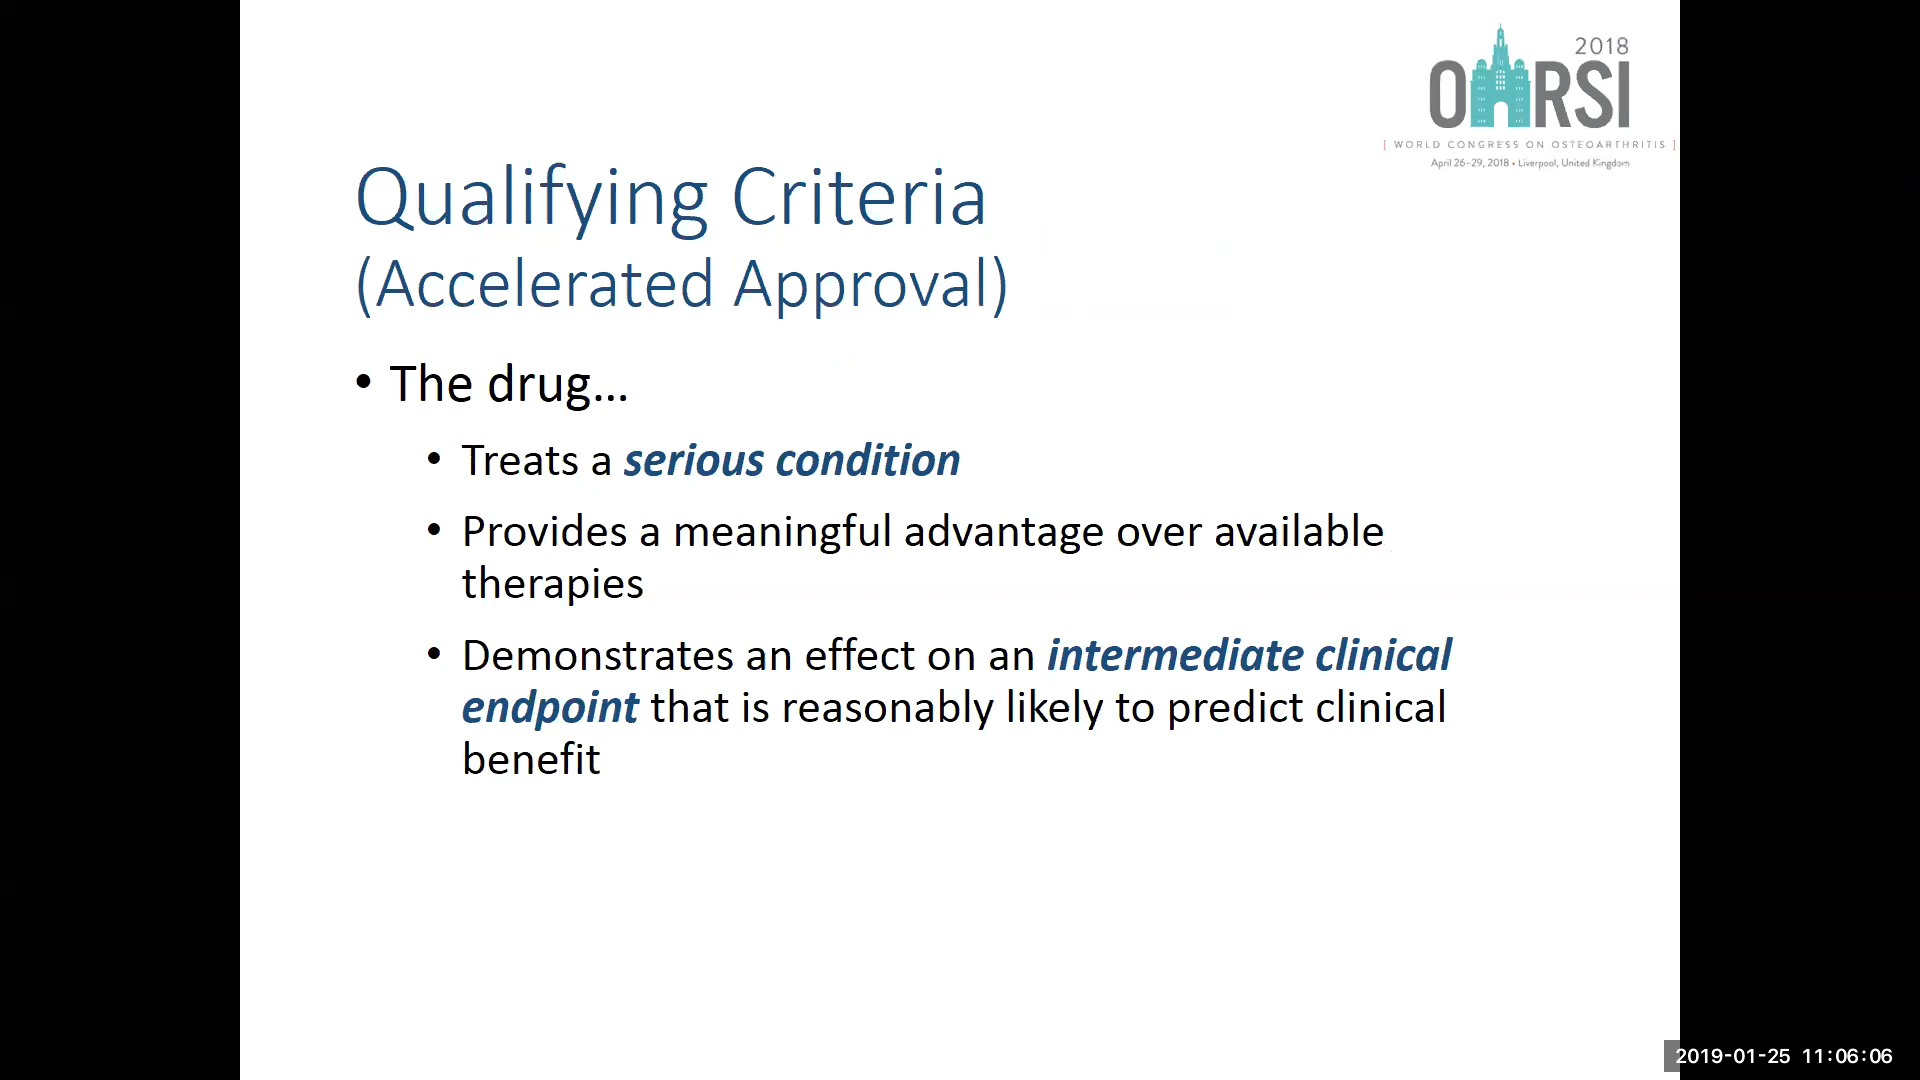 2018
OARSI
[ WORLD CONGRESS ON OSTEOARTHRITIS ]
April 26–29, 2018 • Liverpool, United Kingdom
Qualifying Criteria
(Accelerated Approval)
• The drug...
• Treats a serious condition
• Provides a meaningful advantage over available
therapies
• Demonstrates an effect on an intermediate clinical
endpoint that is reasonably likely to predict clinical
benefit
2019-01-25 11:06:06